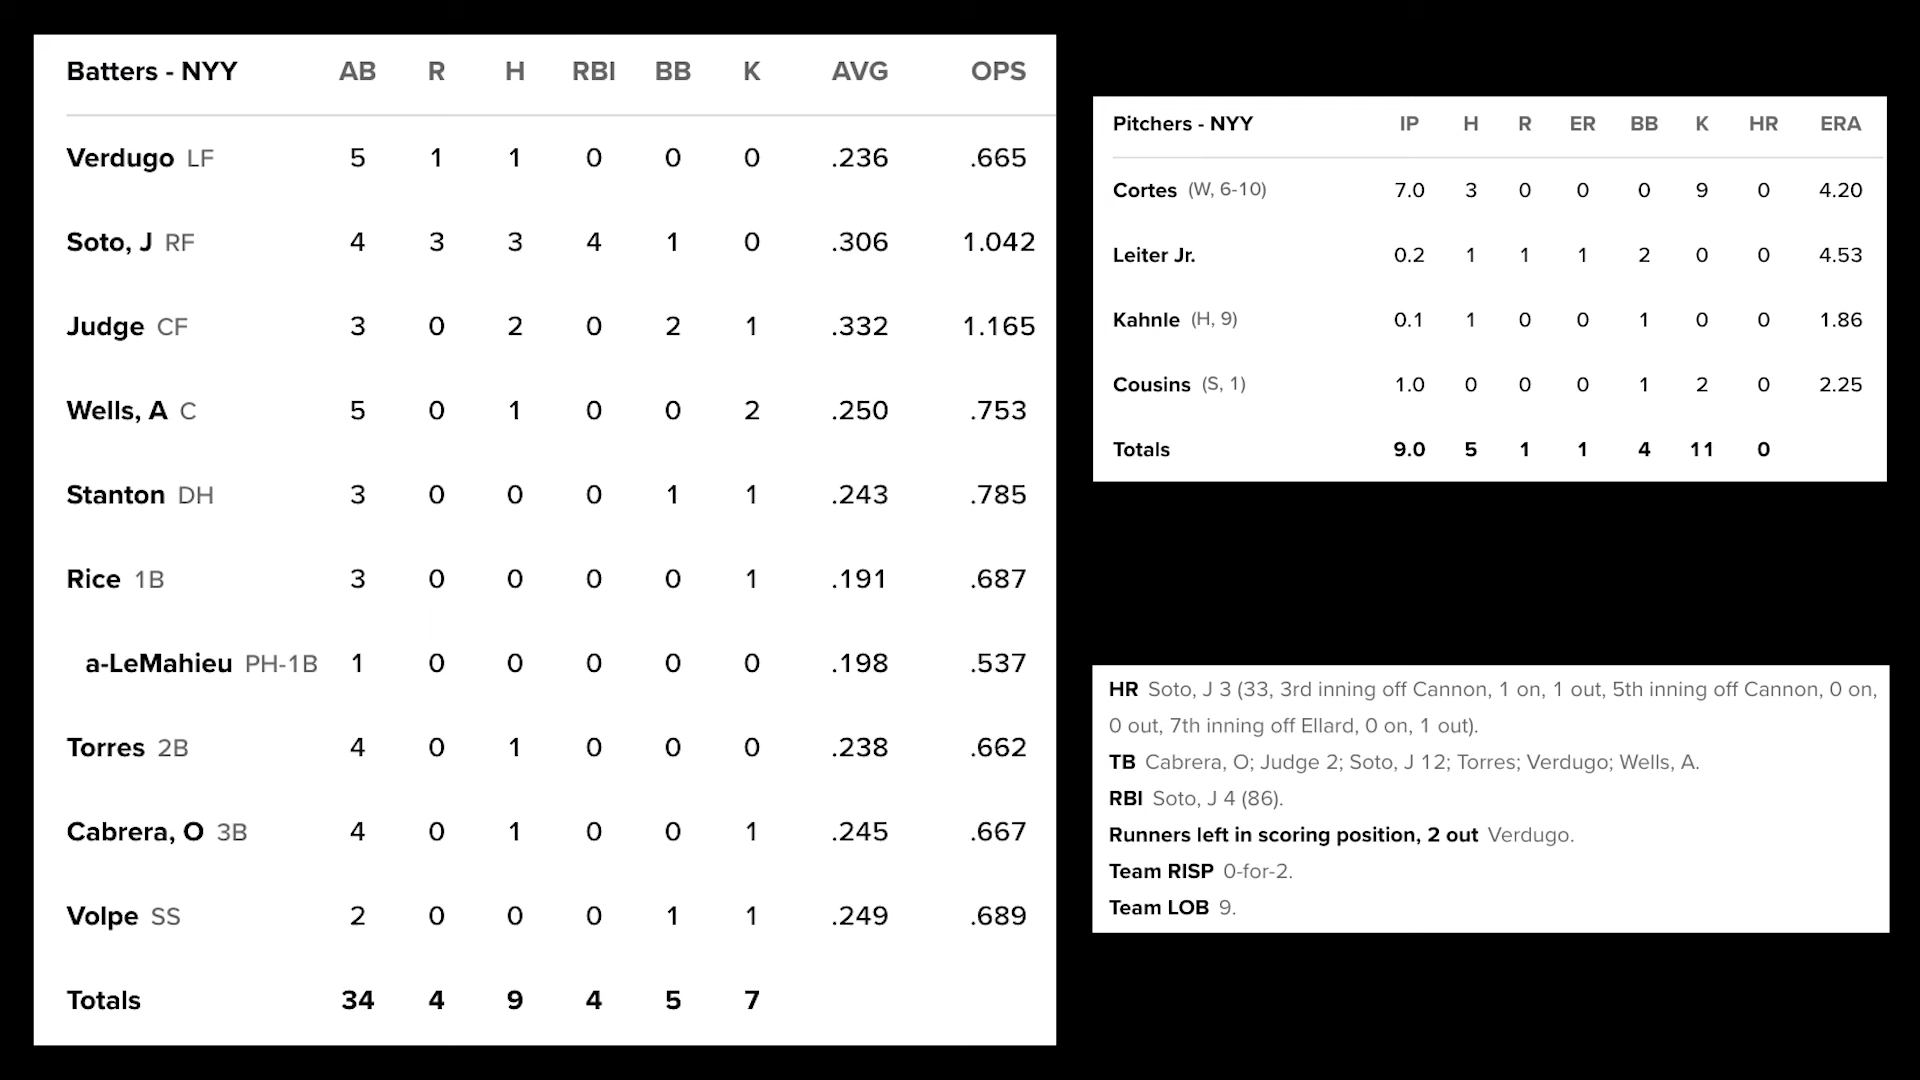 Batters - NYY AB R H RBI BB K AVG OPS
Verdugo LF 5 1 1 0 0 0 .236 .665
Soto, J RF 4 3 3 4 1 0 .306 1.042
Judge CF 3 0 2 0 2 1 .332 1.165
Wells, A C 5 0 1 0 0 2 .250 .753
Stanton DH 3 0 0 0 1 1 .243 .785
Rice 1B 3 0 0 0 0 1 .191 .687
a-LeMahieu PH-1B 1 0 0 0 0 0 .198 .537
Torres 2B 4 0 1 0 0 0 .238 .662
Cabrera, O 3B 4 0 1 0 0 1 .245 .667
Volpe SS 2 0 0 0 1 1 .249 .689
Totals 34 4 9 4 5 7
Pitchers - NYY IP H R ER BB K HR ERA
Cortes (W, 6-10) 7.0 3 0 0 0 9 0 4.20
Leiter Jr. 0.2 1 1 1 2 0 0 4.53
Kahnle (H, 9) 0.1 1 0 0 1 0 0 1.86
Cousins (S, 1) 1.0 0 0 0 1 2 0 2.25
Totals 9.0 5 1 1 4 11 0
HR Soto, J 3 (33, 3rd inning off Cannon, 1 on, 1 out, 5th inning off Cannon, 0 on,
0 out, 7th inning off Ellard, 0 on, 1 out).
TB Cabrera, O; Judge 2; Soto, J 12; Torres; Verdugo; Wells, A.
RBI Soto, J 4 (86).
Runners left in scoring position, 2 out Verdugo.
Team RISP 0-for-2.
Team LOB 9.